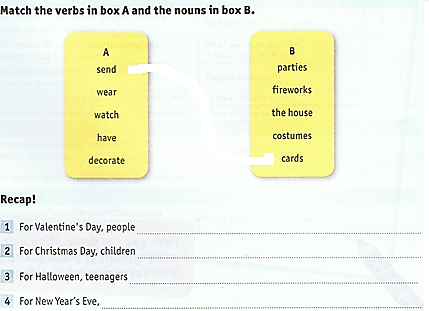 Match the verbs in box A and the nouns in box B.
A
send
wear
watch
have
decorate
B
parties
fireworks
the house
costumes
cards
Recap!
1 For Valentine's Day, people
2 For Christmas Day, children
3 For Halloween, teenagers
4 For New Year's Eve,